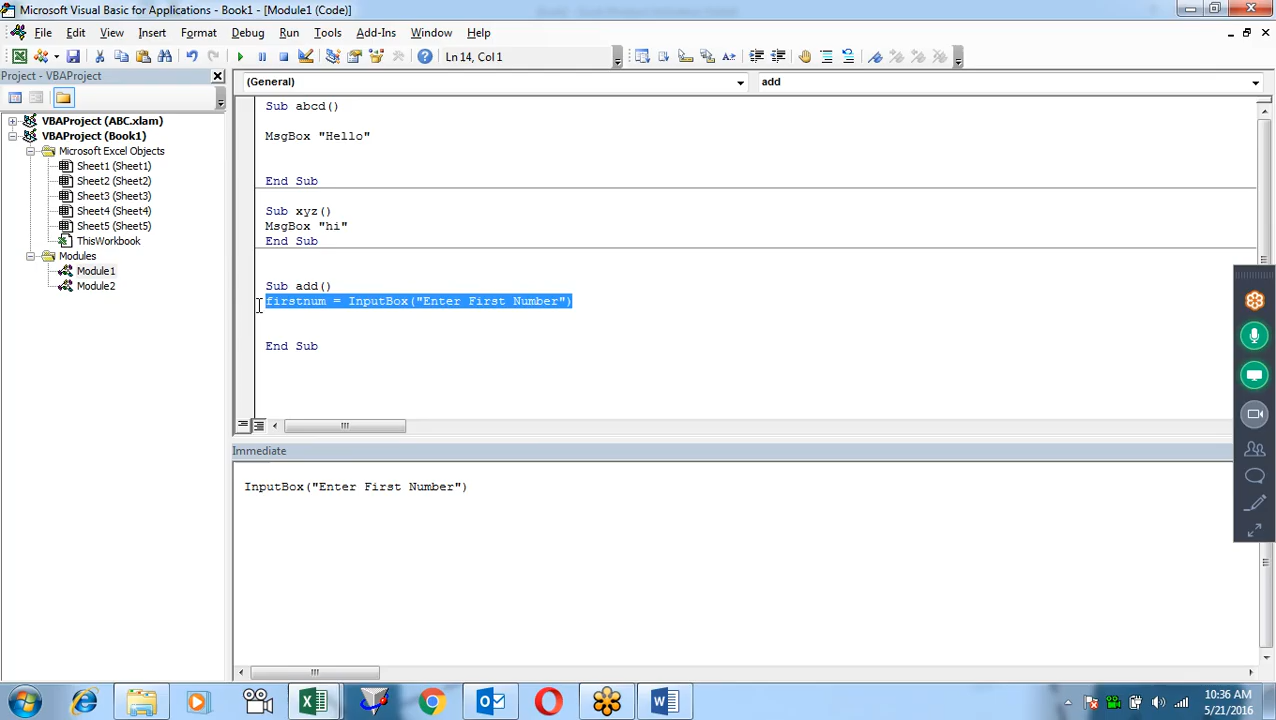 Microsoft Visual Basic for Applications - Book1 - [Module1 (Code)]
File Edit View Insert Format Debug Run Tools Add-Ins Window Help
Ln 14, Col 1
Project - VBAProject
(General) add
VBAProject (ABC.xlam)
VBAProject (Book1)
Microsoft Excel Objects
Sheet1 (Sheet1)
Sheet2 (Sheet2)
Sheet3 (Sheet3)
Sheet4 (Sheet4)
Sheet5 (Sheet5)
ThisWorkbook
Modules
Module1
Module2
Sub abcd()
MsgBox "Hello"
End Sub
Sub xyz()
MsgBox "hi"
End Sub
Sub add()
firstnum = InputBox("Enter First Number")
End Sub
Immediate
InputBox("Enter First Number")
10:36 AM
5/21/2016